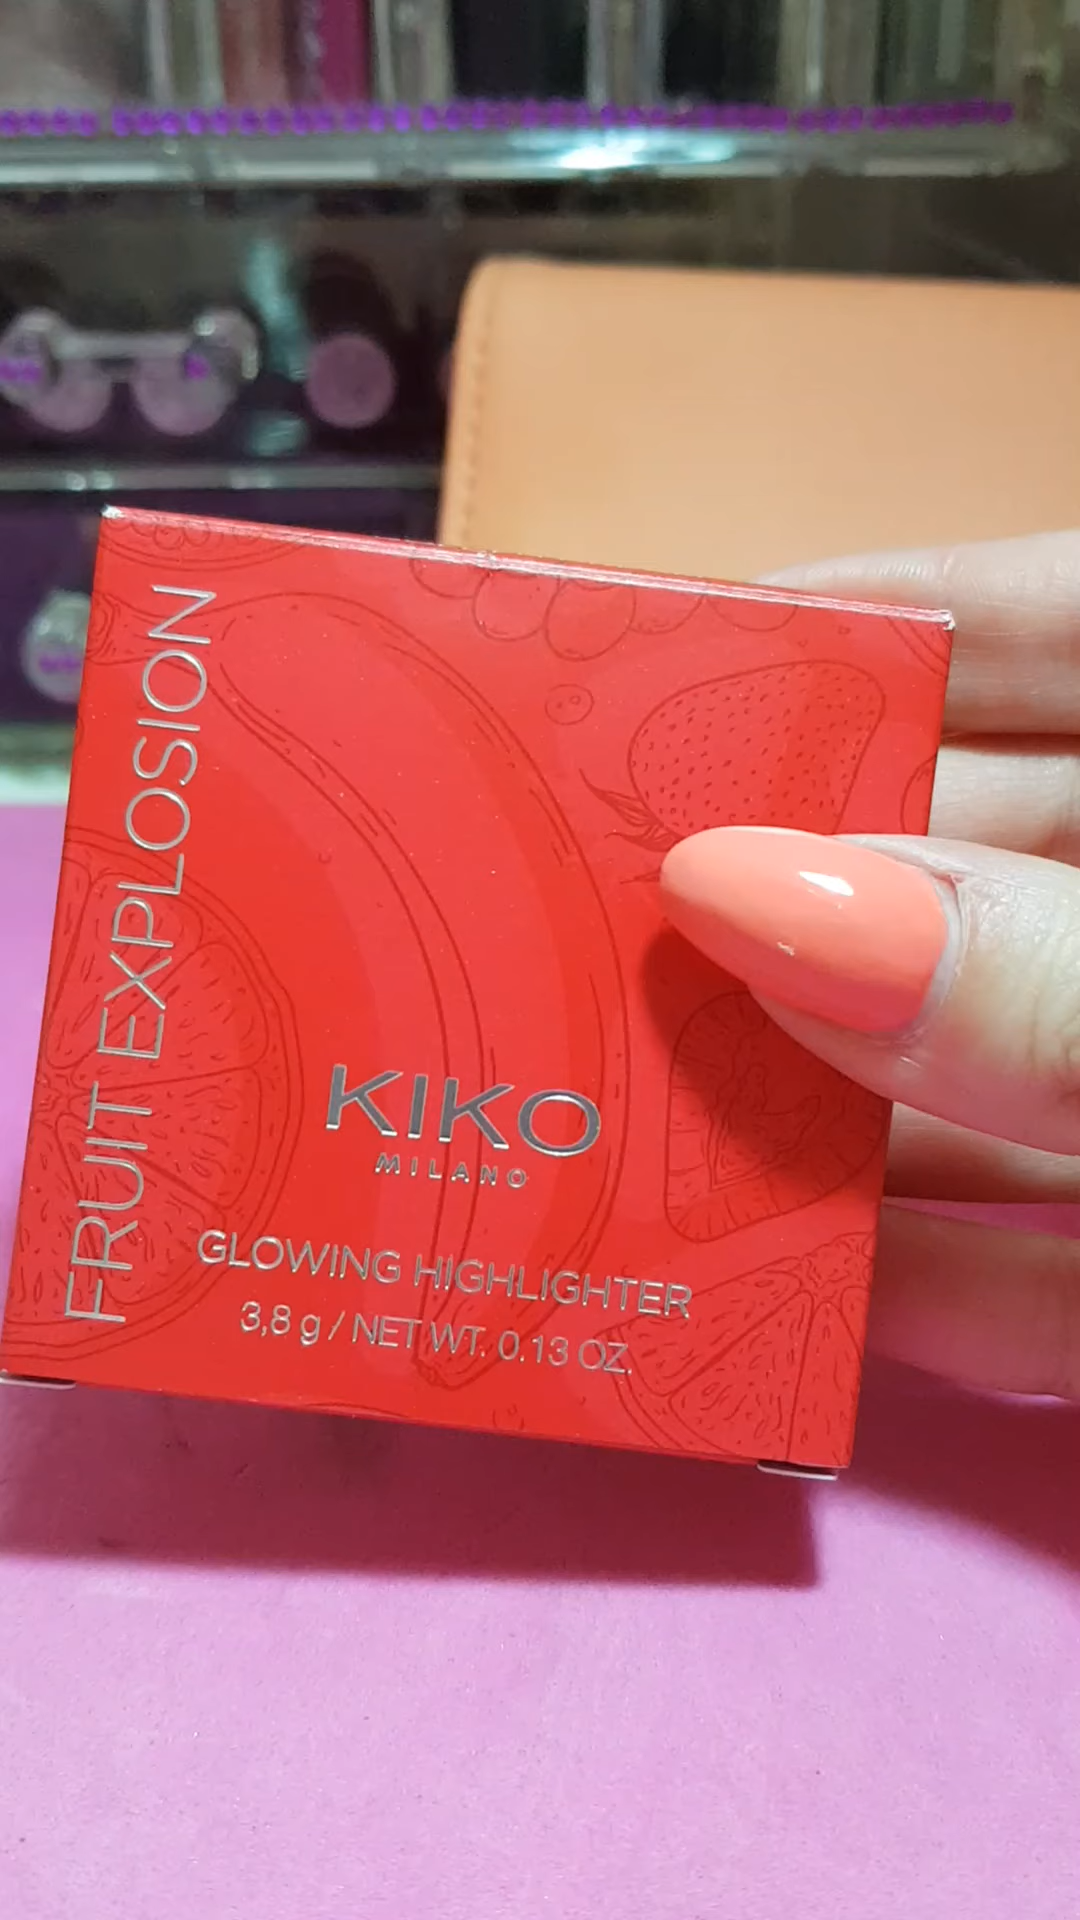 FRUIT EXPLOSION
KIKO
MILANO
GLOWING HIGHLIGHTER
3,8 g / NET WT. 0.13 OZ.